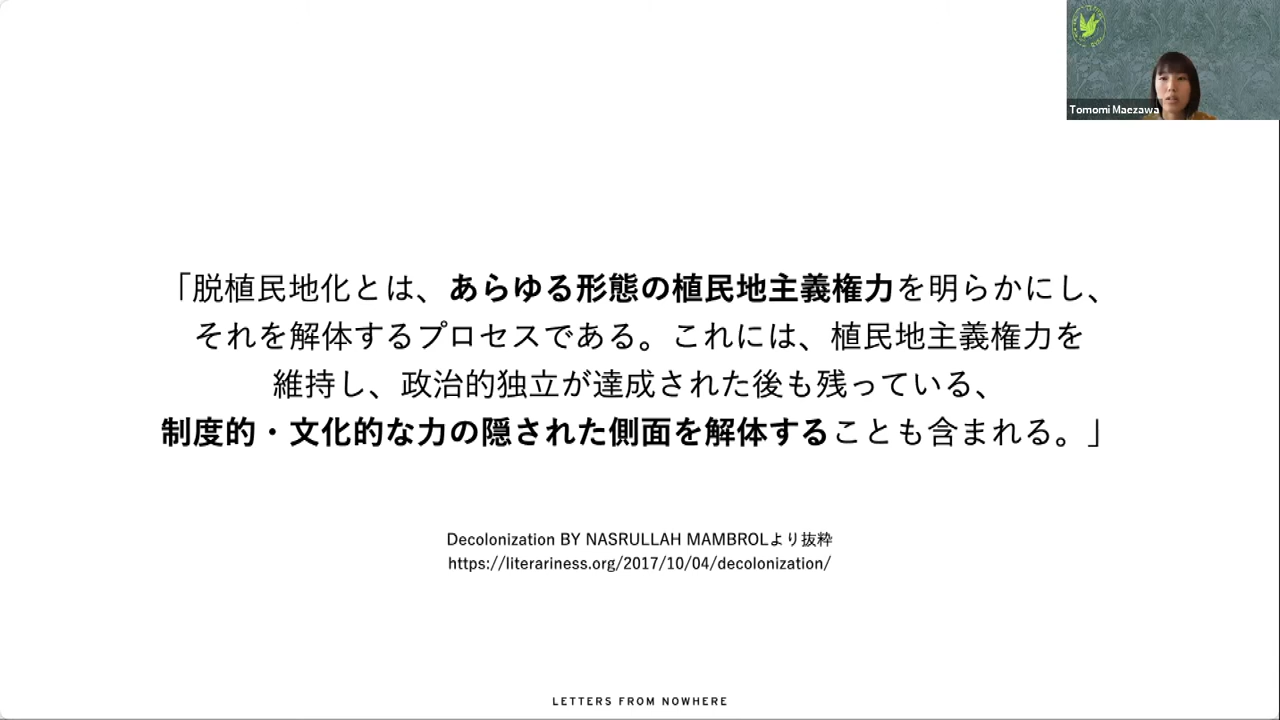 Tomomi Maezawa
「脱植民地化とは、あらゆる形態の植民地主義権力を明らかにし、
それを解体するプロセスである。これには、植民地主義権力を
維持し、政治的独立が達成された後も残っている、
制度的・文化的な力の隠された側面を解体することも含まれる。」
Decolonization BY NASRULLAH MAMBROLより抜粋
https://literariness.org/2017/10/04/decolonization/
LETTERS FROM NOWHERE